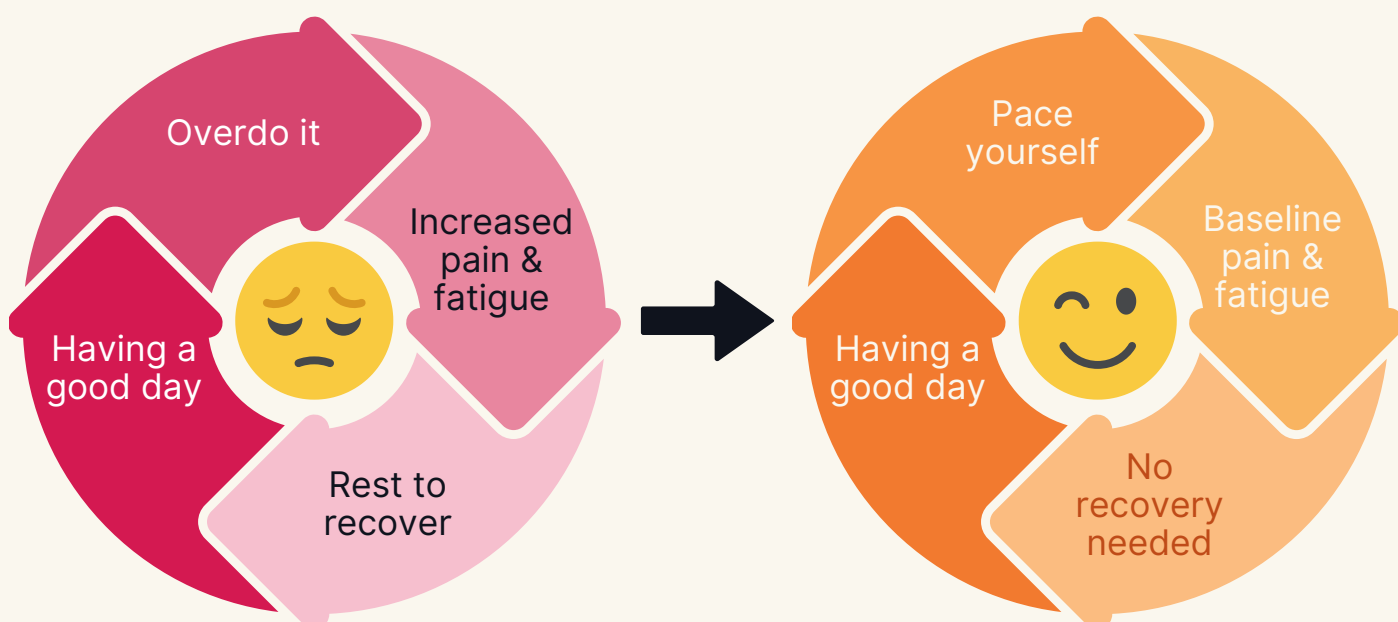 Overdo it
Increased
pain &
fatigue
Rest to
recover
Having a
good day
Pace
yourself
Baseline
pain &
fatigue
No
recovery
needed
Having a
good day